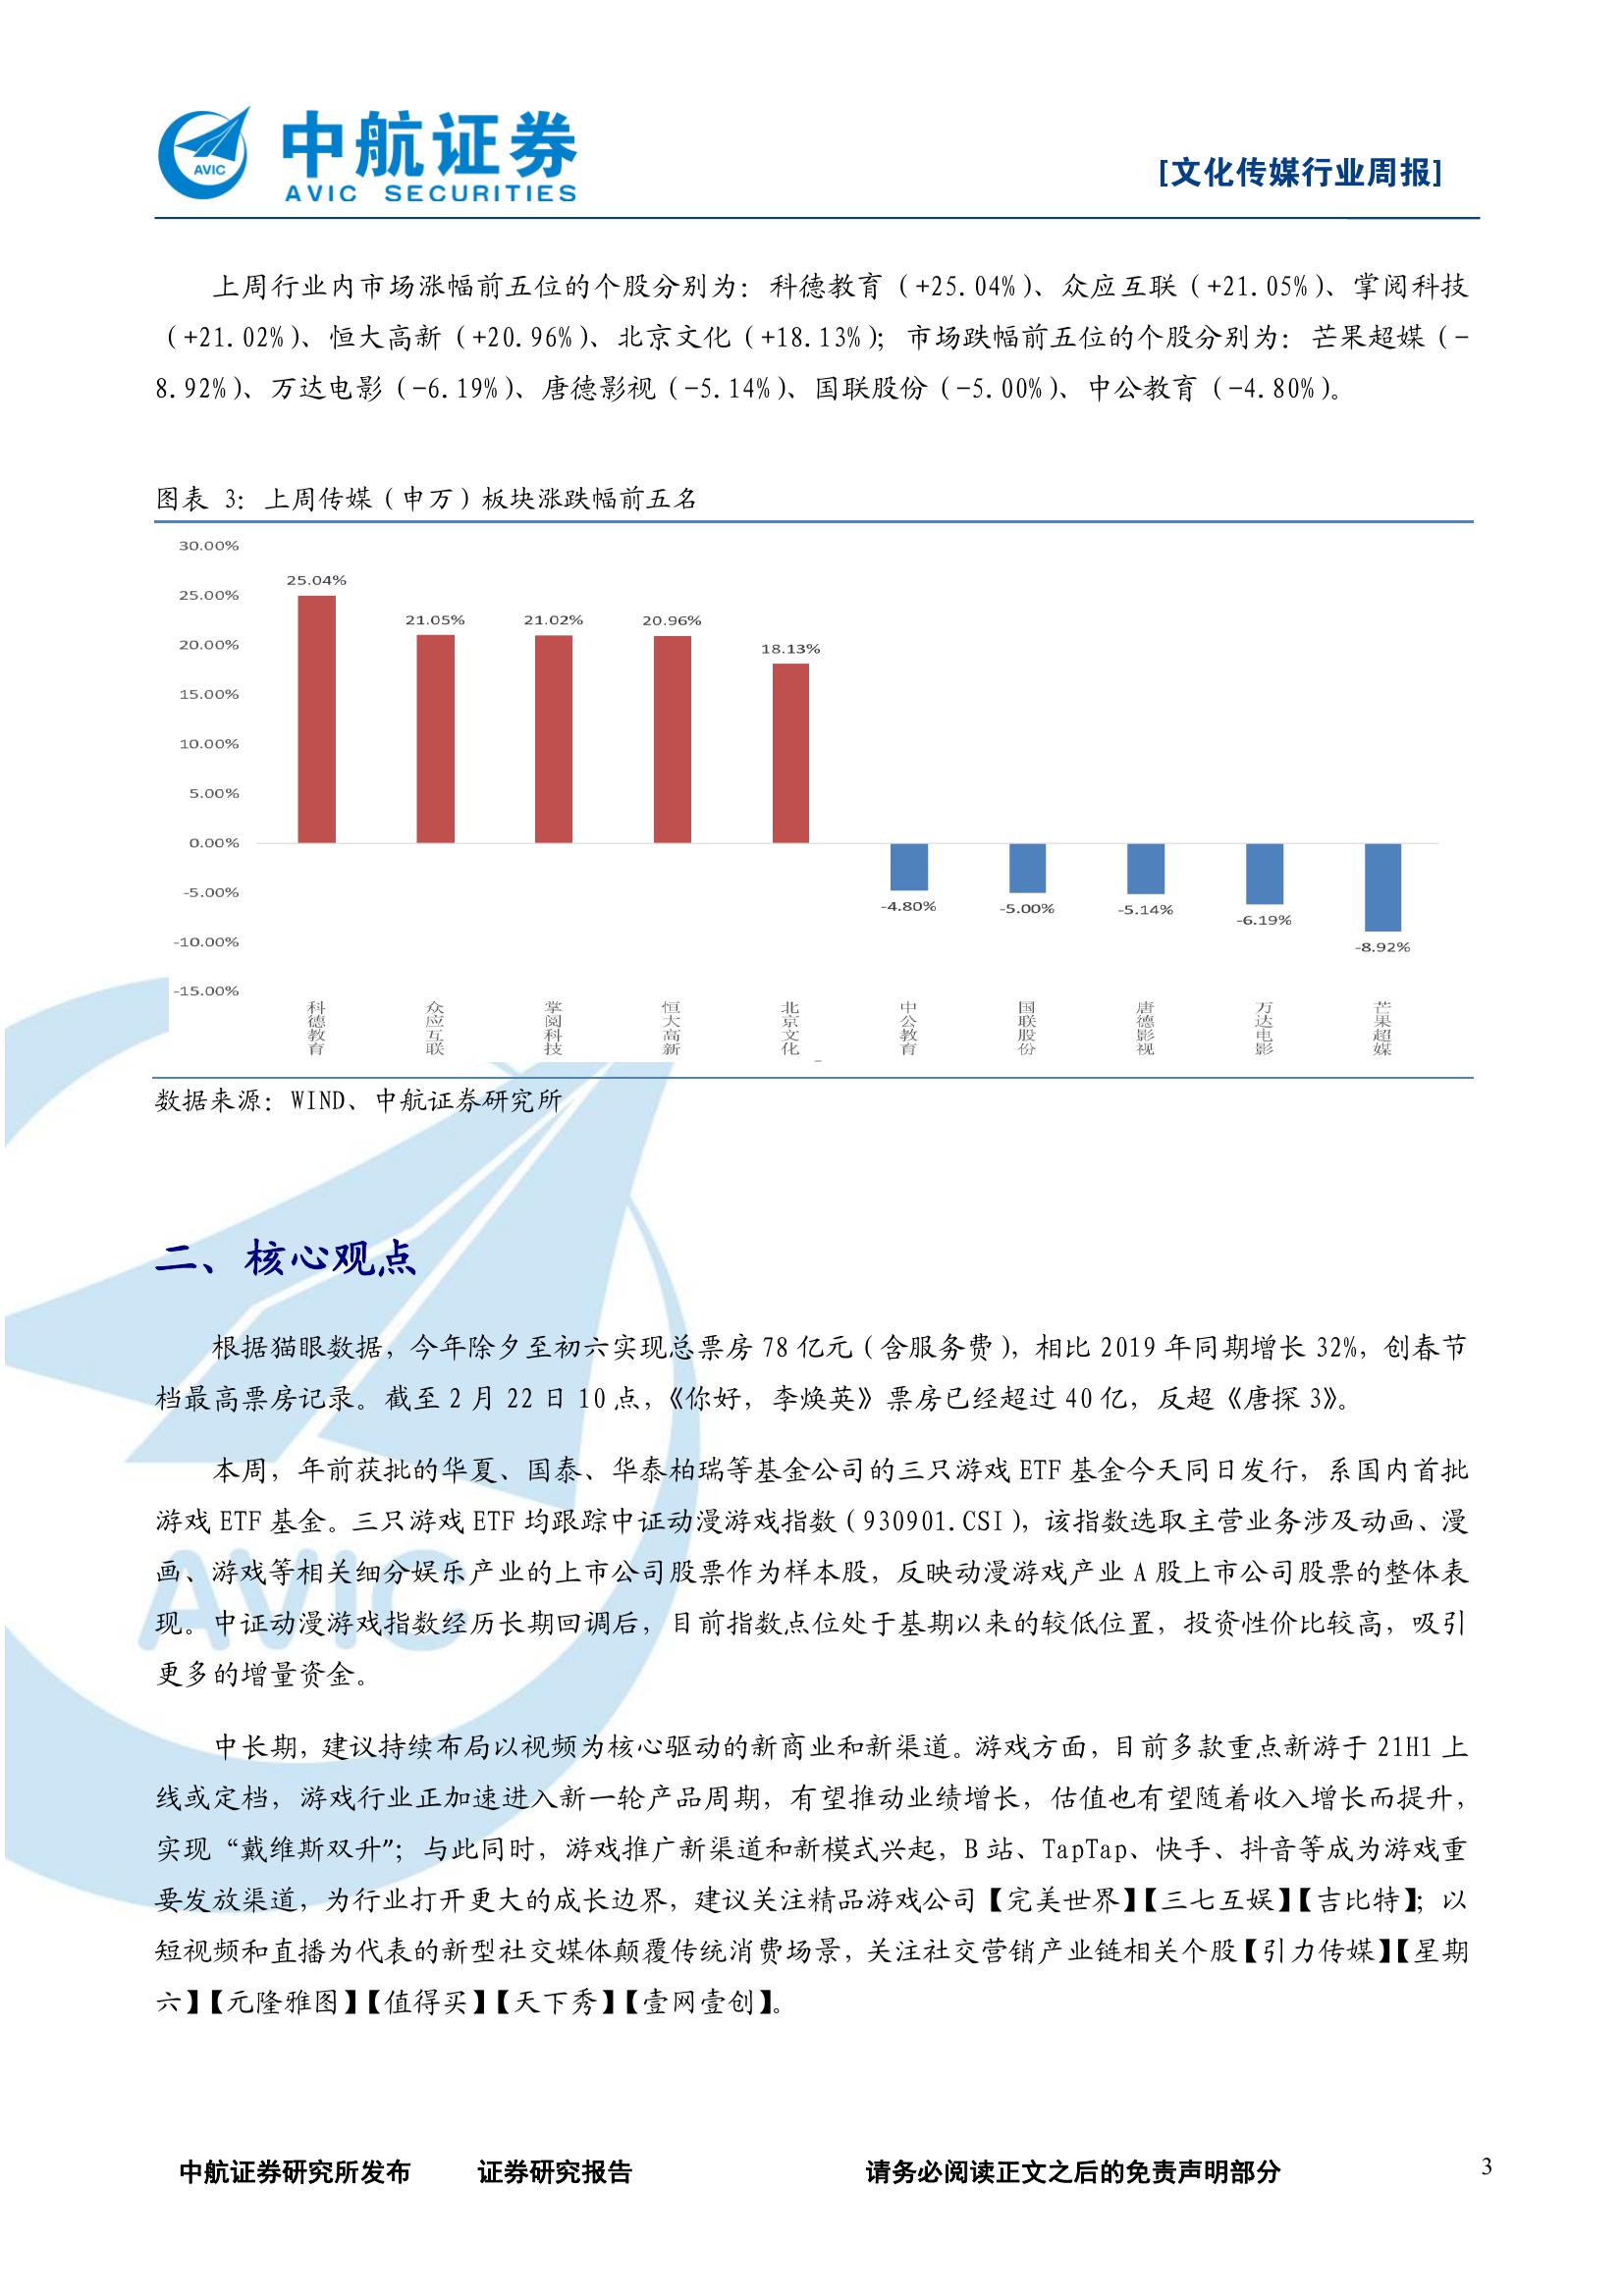 中航证券
AVIC SECURITIES
AVIC
[文化传媒行业周报]
上周行业内市场涨幅前五位的个股分别为：科德教育（+25.04%）、众应互联（+21.05%）、掌阅科技
（+21.02%）、恒大高新（+20.96%）、北京文化（+18.13%）；市场跌幅前五位的个股分别为：芒果超媒（-
8.92%）、万达电影（-6.19%）、唐德影视（-5.14%）、国联股份（-5.00%）、中公教育（-4.80%）。
图表 3：上周传媒（申万）板块涨跌幅前五名
30.00%
25.00%
20.00%
15.00%
10.00%
5.00%
0.00%
-5.00%
-10.00%
-15.00%
25.04%
21.05%
21.02%
20.96%
18.13%
-4.80%
-5.00%
-5.14%
-6.19%
-8.92%
科德教育
众应互联
掌阅科技
恒大高新
北京文化
中公教育
国联股份
唐德影视
万达电影
芒果超媒
数据来源：WIND、中航证券研究所
二、核心观点
根据猫眼数据，今年除夕至初六实现总票房 78 亿元（含服务费），相比 2019 年同期增长 32%，创春节
档最高票房记录。截至 2 月 22 日 10 点，《你好，李焕英》票房已经超过 40 亿，反超《唐探 3》。
本周，年前获批的华夏、国泰、华泰柏瑞等基金公司的三只游戏 ETF 基金今天同日发行，系国内首批
游戏 ETF 基金。三只游戏 ETF 均跟踪中证动漫游戏指数（930901.CSI），该指数选取主营业务涉及动画、漫
画、游戏等相关细分娱乐产业的上市公司股票作为样本股，反映动漫游戏产业 A 股上市公司股票的整体表
现。中证动漫游戏指数经历长期回调后，目前指数点位处于基期以来的较低位置，投资性价比较高，吸引
更多的增量资金。
中长期，建议持续布局以视频为核心驱动的新商业和新渠道。游戏方面，目前多款重点新游于 21H1 上
线或定档，游戏行业正加速进入新一轮产品周期，有望推动业绩增长，估值也有望随着收入增长而提升，
实现“戴维斯双升”；与此同时，游戏推广新渠道和新模式兴起，B 站、TapTap、快手、抖音等成为游戏重
要发放渠道，为行业打开更大的成长边界，建议关注精品游戏公司【完美世界】【三七互娱】【吉比特】；以
短视频和直播为代表的新型社交媒体颠覆传统消费场景，关注社交营销产业链相关个股【引力传媒】【星期
六】【元隆雅图】【值得买】【天下秀】【壹网壹创】。
AVIC
中航证券研究所发布 证券研究报告 请务必阅读正文之后的免责声明部分 3